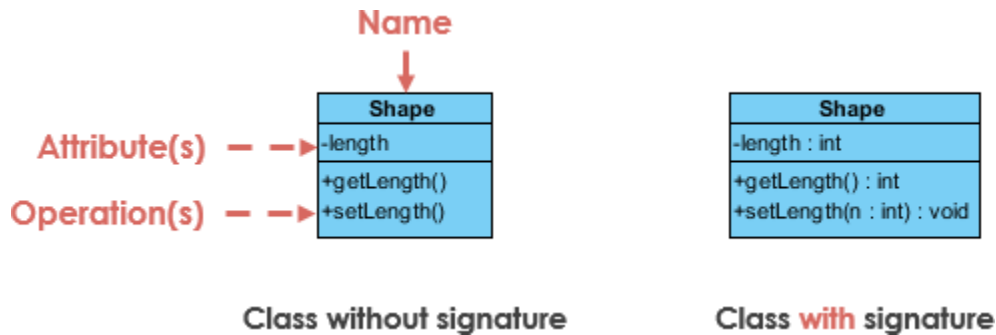 Name
Shape
Attribute(s)
-length
+getLength()
Operation(s)
+setLength()
Class without signature
Shape
-length : int
+getLength() : int
+setLength(n : int) : void
Class with signature